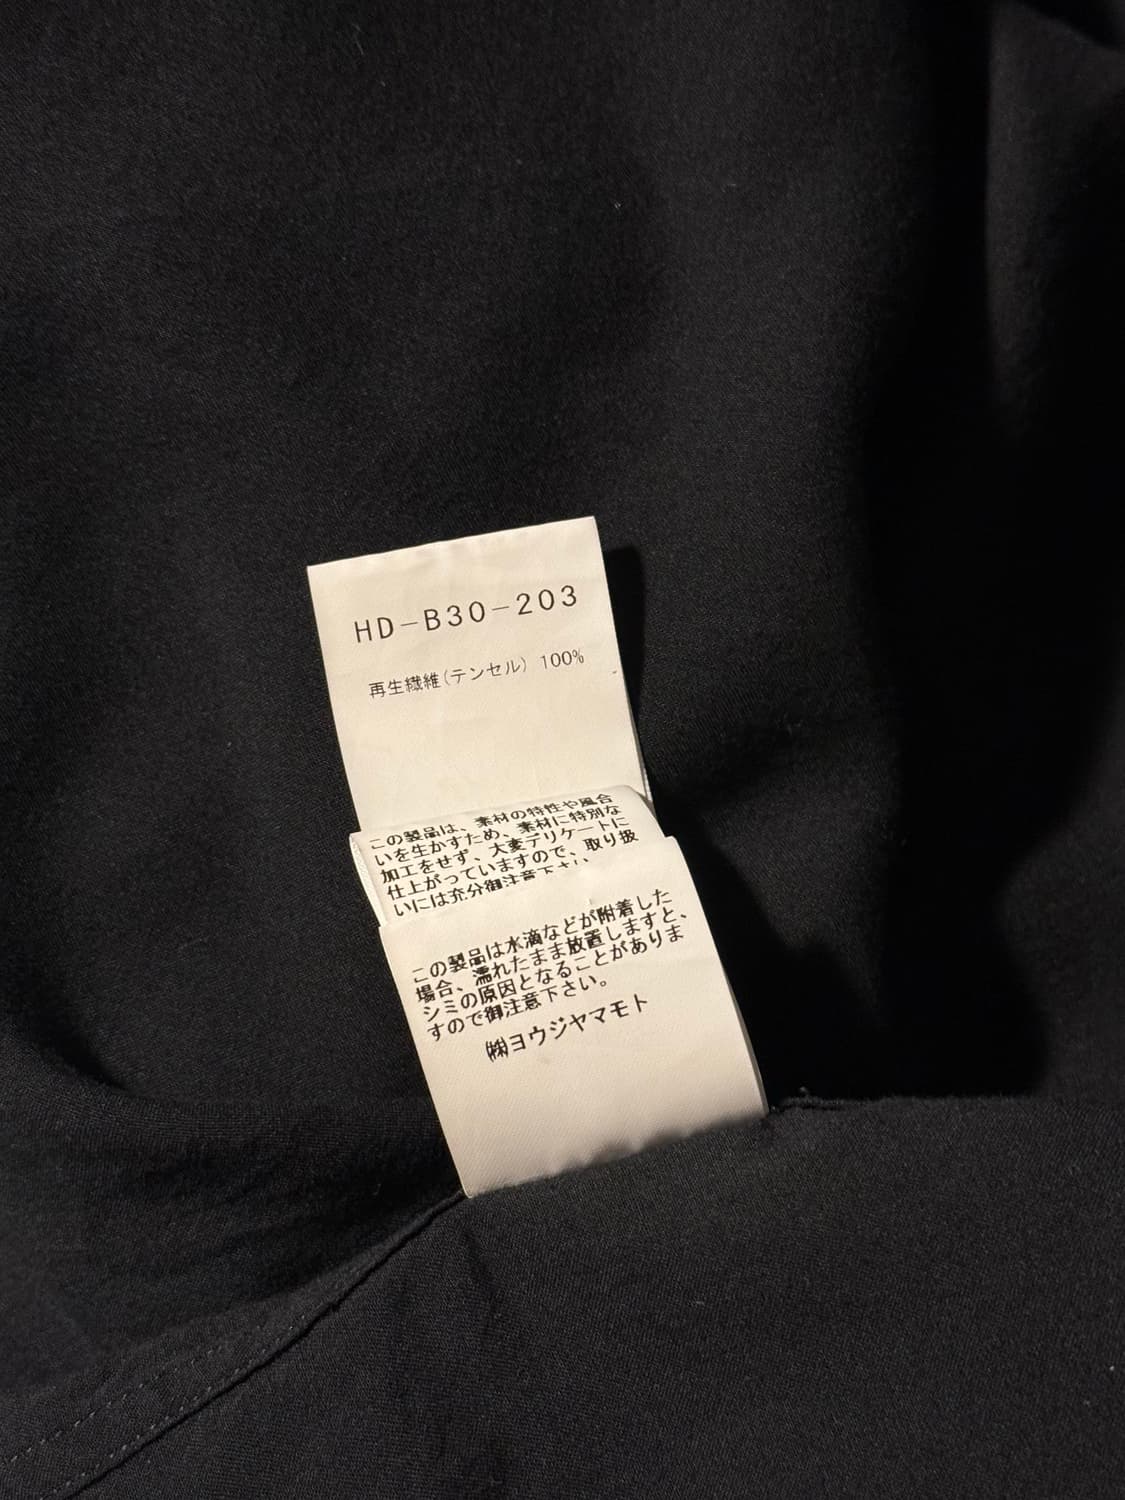 HD-B30-203
再生繊維(テンセル) 100%
この製品は、素材の特性や風合
いを生かすため、素材に特別な
加工をせず、大変デリケートに
仕上がっていますので、取り扱
いには充分御注意下さい
この製品は水滴などが附着した
場合、濡れたまま放置しますと、
シミの原因となることがありま
すので御注意下さい。
㈱ヨウジヤマモト